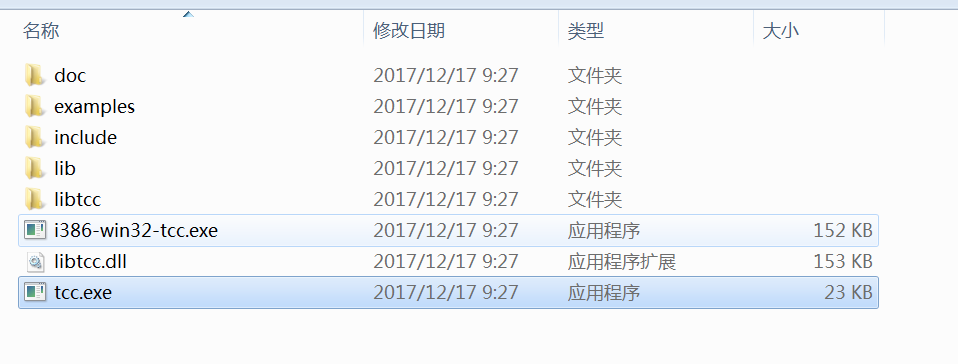 名称 修改日期 类型 大小
doc 2017/12/17 9:27 文件夹
examples 2017/12/17 9:27 文件夹
include 2017/12/17 9:27 文件夹
lib 2017/12/17 9:27 文件夹
libtcc 2017/12/17 9:27 文件夹
i386-win32-tcc.exe 2017/12/17 9:27 应用程序 152 KB
libtcc.dll 2017/12/17 9:27 应用程序扩展 153 KB
tcc.exe 2017/12/17 9:27 应用程序 23 KB